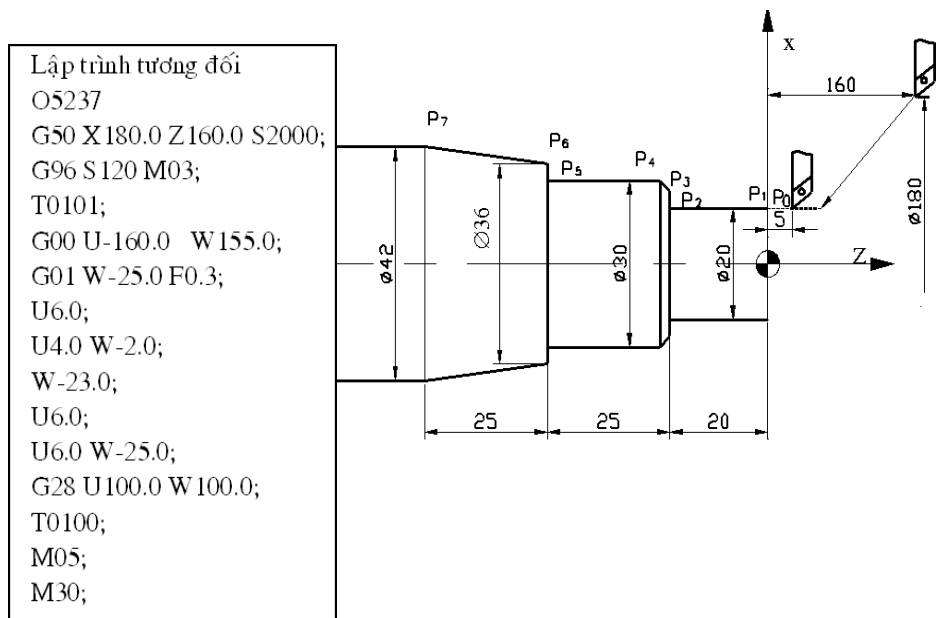 Lập trình tương đối
O5237
G50 X180.0 Z160.0 S2000;
G96 S120 M03;
T0101;
G00 U-160.0 W155.0;
G01 W-25.0 F0.3;
U6.0;
U4.0 W-2.0;
W-23.0;
U6.0;
U6.0 W-25.0;
G28 U100.0 W100.0;
T0100;
M05;
M30;
x
160
P7
P6
P5
P4
P3
P2
P1
P0
5
ø180
ø42
Ø36
ø30
ø20
Z
25
25
20